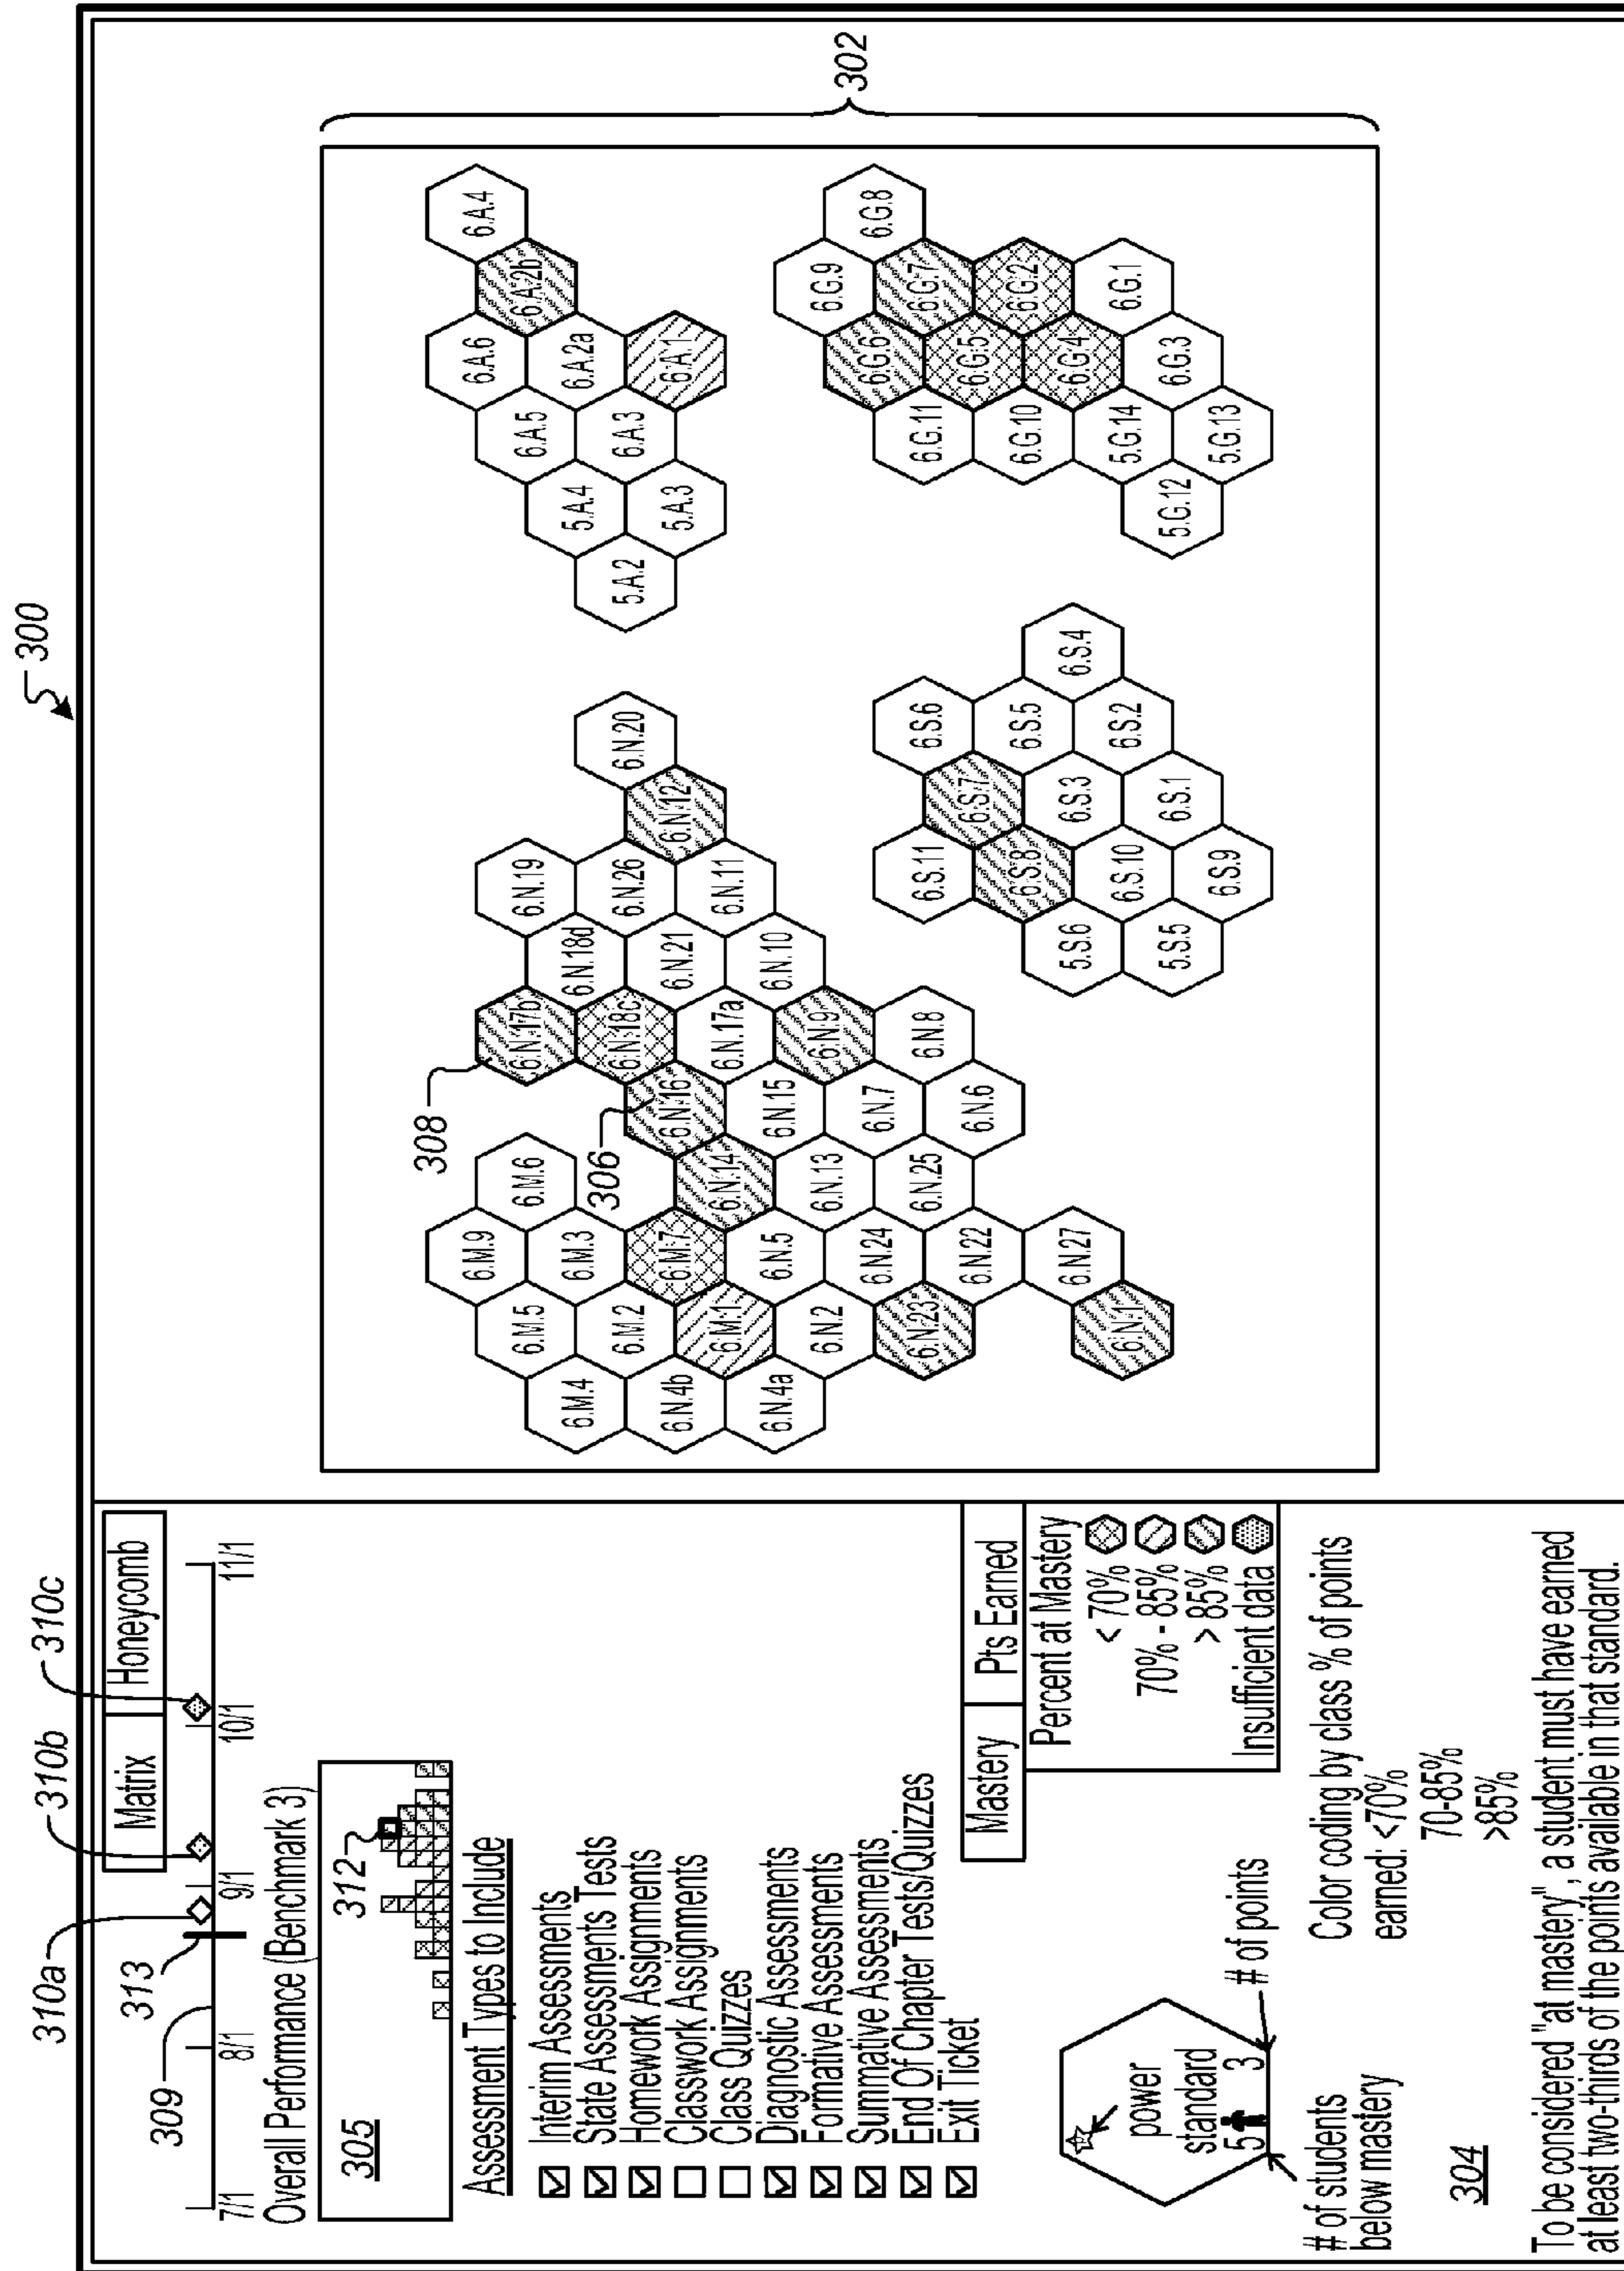 300
310a
310b
310c
313
309
Matrix
Honeycomb
7/1
8/1
9/1
10/1
11/1
Overall Performance (Benchmark 3)
305
312
Assessment Types to Include
Interim Assessments
State Assessments Tests
Homework Assignments
Classwork Assignments
Class Quizzes
Diagnostic Assessments
Formative Assessments
Summative Assessments
End Of Chapter Tests/Quizzes
Exit Ticket
Mastery
Pts Earned
Percent at Mastery
< 70%
70% - 85%
> 85%
Insufficient data
power
standard
5 3
# of students
below mastery
# of points
Color coding by class % of points
earned: <70%
70-85%
>85%
304
To be considered "at mastery", a student must have earned
at least two-thirds of the points available in that standard.
302
308
306
6.M.4
6.N.4b
6.N.4a
6.M.5
6.M.2
6.M.1
6.N.2
6.N.23
6.N.1
6.M.9
6.M.3
6.M.7
6.N.5
6.N.24
6.N.22
6.N.27
6.M.6
6.N.14
6.N.13
6.N.25
6.N.16
6.N.15
6.N.7
6.N.6
6.N.17b
6.N.18c
6.N.17a
6.N.9
6.N.8
6.N.18d
6.N.21
6.N.10
6.N.19
6.N.26
6.N.11
6.N.12
6.N.20
5.A.2
5.A.4
5.A.3
6.A.5
6.A.3
6.A.6
6.A.2a
6.A.1
6.A.2b
6.A.4
5.S.6
5.S.5
6.S.11
6.S.8
6.S.10
6.S.9
6.S.7
6.S.3
6.S.1
6.S.6
6.S.5
6.S.2
6.S.4
5.G.12
6.G.11
6.G.10
5.G.14
5.G.13
6.G.6
6.G.5
6.G.4
6.G.3
6.G.9
6.G.7
6.G.2
6.G.1
6.G.8